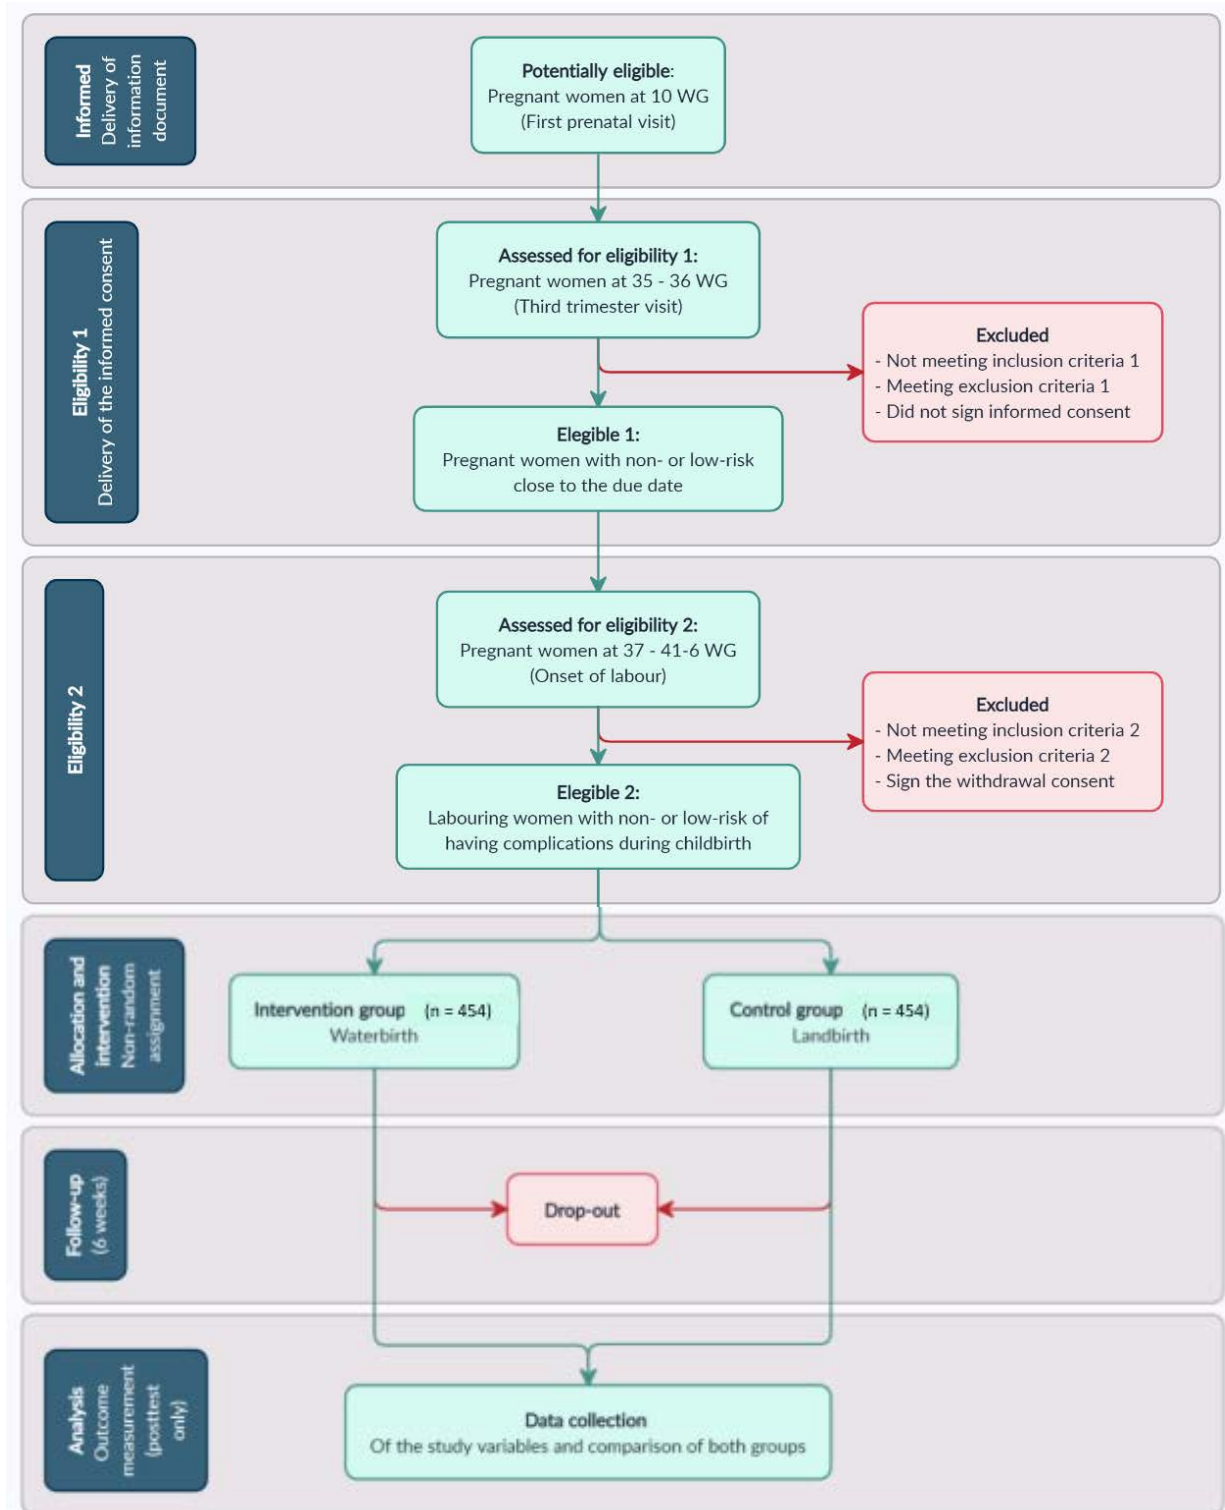 Informed
Delivery of
information
document
Potentially eligible:
Pregnant women at 10 WG
(First prenatal visit)
Eligibility 1
Delivery of the informed consent
Assessed for eligibility 1:
Pregnant women at 35 - 36 WG
(Third trimester visit)
Excluded
- Not meeting inclusion criteria 1
- Meeting exclusion criteria 1
- Did not sign informed consent
Elegible 1:
Pregnant women with non- or low-risk
close to the due date
Eligibility 2
Assessed for eligibility 2:
Pregnant women at 37 - 41-6 WG
(Onset of labour)
Excluded
- Not meeting inclusion criteria 2
- Meeting exclusion criteria 2
- Sign the withdrawal consent
Elegible 2:
Labouring women with non- or low-risk of
having complications during childbirth
Allocation and
intervention
Non-random
assignment
Intervention group (n = 454)
Waterbirth
Control group (n = 454)
Landbirth
Follow-up
(6 weeks)
Drop-out
Analysis
Outcome
measurement
(posttest
only)
Data collection
Of the study variables and comparison of both groups